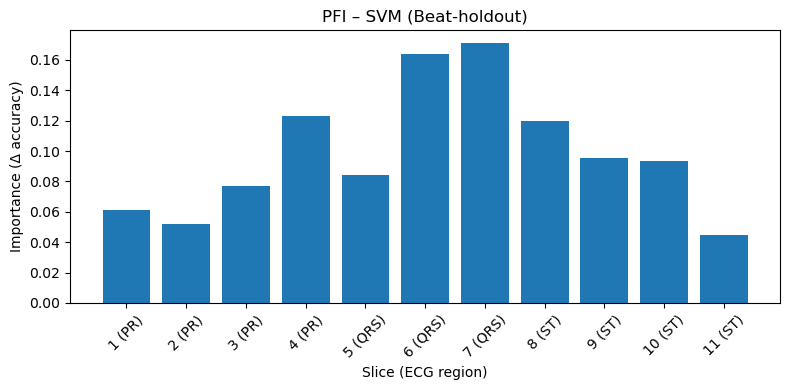 PFI – SVM (Beat-holdout)
Importance (Δ accuracy)
0.16
0.14
0.12
0.10
0.08
0.06
0.04
0.02
0.00
1 (PR)
2 (PR)
3 (PR)
4 (PR)
5 (QRS)
6 (QRS)
7 (QRS)
8 (ST)
9 (ST)
10 (ST)
11 (ST)
Slice (ECG region)